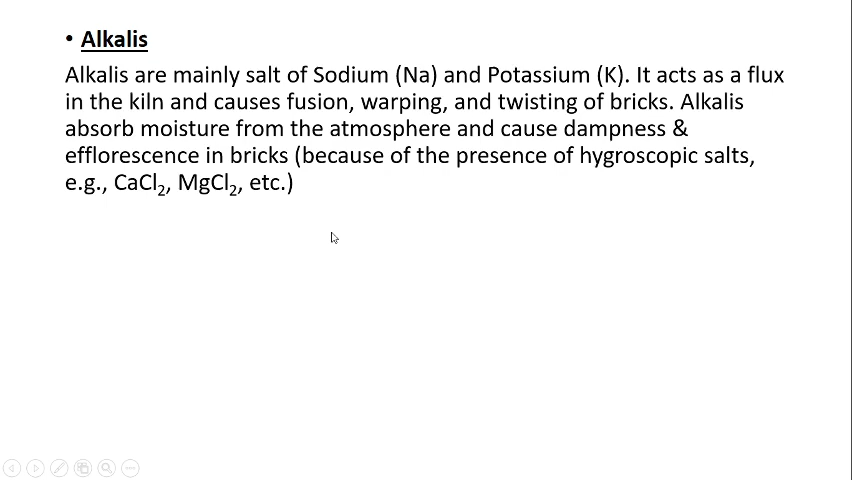 • Alkalis
Alkalis are mainly salt of Sodium (Na) and Potassium (K). It acts as a flux
in the kiln and causes fusion, warping, and twisting of bricks. Alkalis
absorb moisture from the atmosphere and cause dampness &
efflorescence in bricks (because of the presence of hygroscopic salts,
e.g., CaCl₂, MgCl₂, etc.)